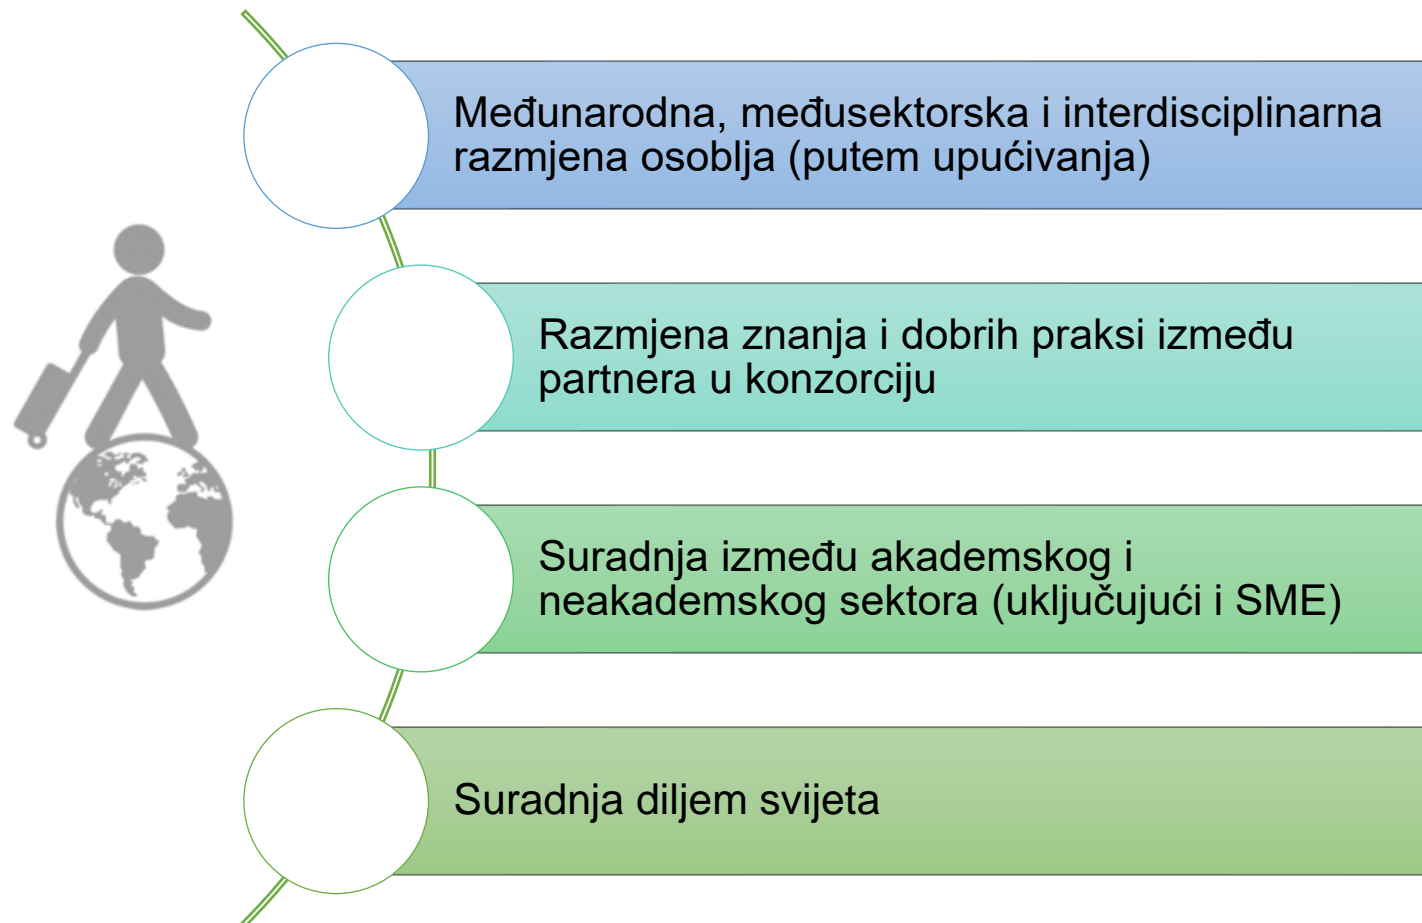 Međunarodna, međusektorska i interdisciplinarna
razmjena osoblja (putem upućivanja)
Razmjena znanja i dobrih praksi između
partnera u konzorciju
Suradnja između akademskog i
neakademskog sektora (uključujući i SME)
Suradnja diljem svijeta